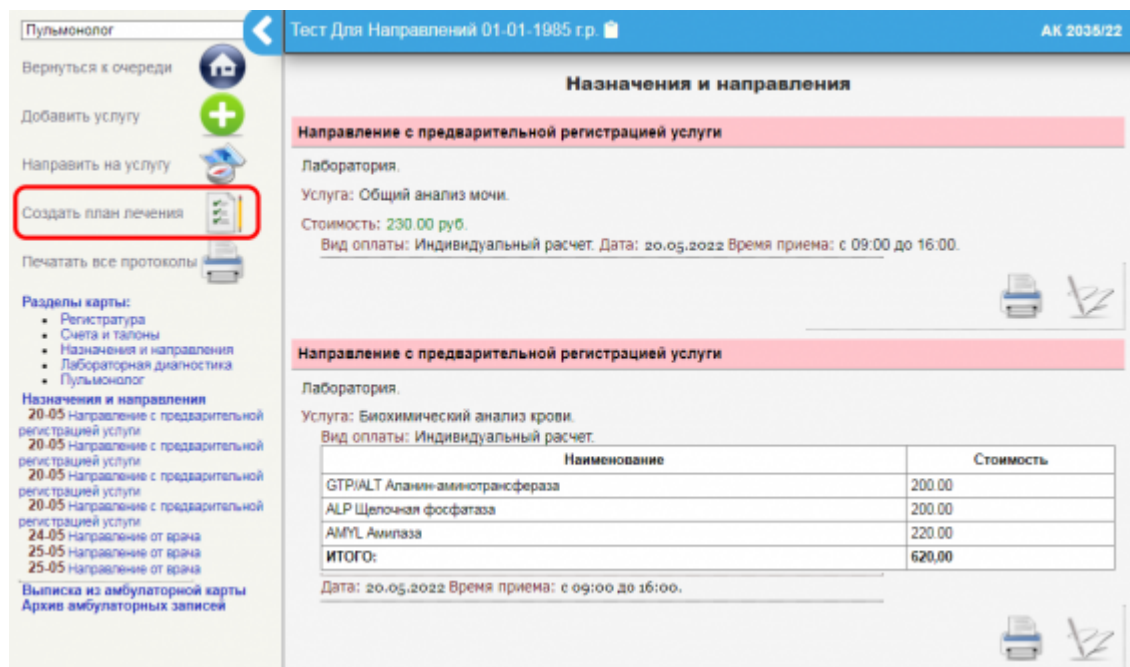 Пульмонолог
Вернуться к очереди
Добавить услугу
Направить на услугу
Создать план лечения
Печатать все протоколы
Разделы карты:
Регистратура
Счета и талоны
Назначения и направления
Лабораторная диагностика
Пульмонолог
Назначения и направления
20-05 Направление с предварительной
регистрацией услуги
20-05 Направление с предварительной
регистрацией услуги
20-05 Направление с предварительной
регистрацией услуги
20-05 Направление с предварительной
регистрацией услуги
24-05 Направление от врача
25-05 Направление от врача
25-05 Направление от врача
Выписка из амбулаторной карты
Архив амбулаторных записей
Тест Для Направлений 01-01-1985 г.р. АК 2035/22
Назначения и направления
Направление с предварительной регистрацией услуги
Лаборатория.
Услуга: Общий анализ мочи.
Стоимость: 230.00 руб.
Вид оплаты: Индивидуальный расчет. Дата: 20.05.2022 Время приема: с 09:00 до 16:00.
Направление с предварительной регистрацией услуги
Лаборатория.
Услуга: Биохимический анализ крови.
Вид оплаты: Индивидуальный расчет.
Наименование Стоимость
GTP/ALT Аланин-аминотрансфераза 200.00
ALP Щелочная фосфатаза 200.00
AMYL Амилаза 220.00
ИТОГО: 620,00
Дата: 20.05.2022 Время приема: с 09:00 до 16:00.